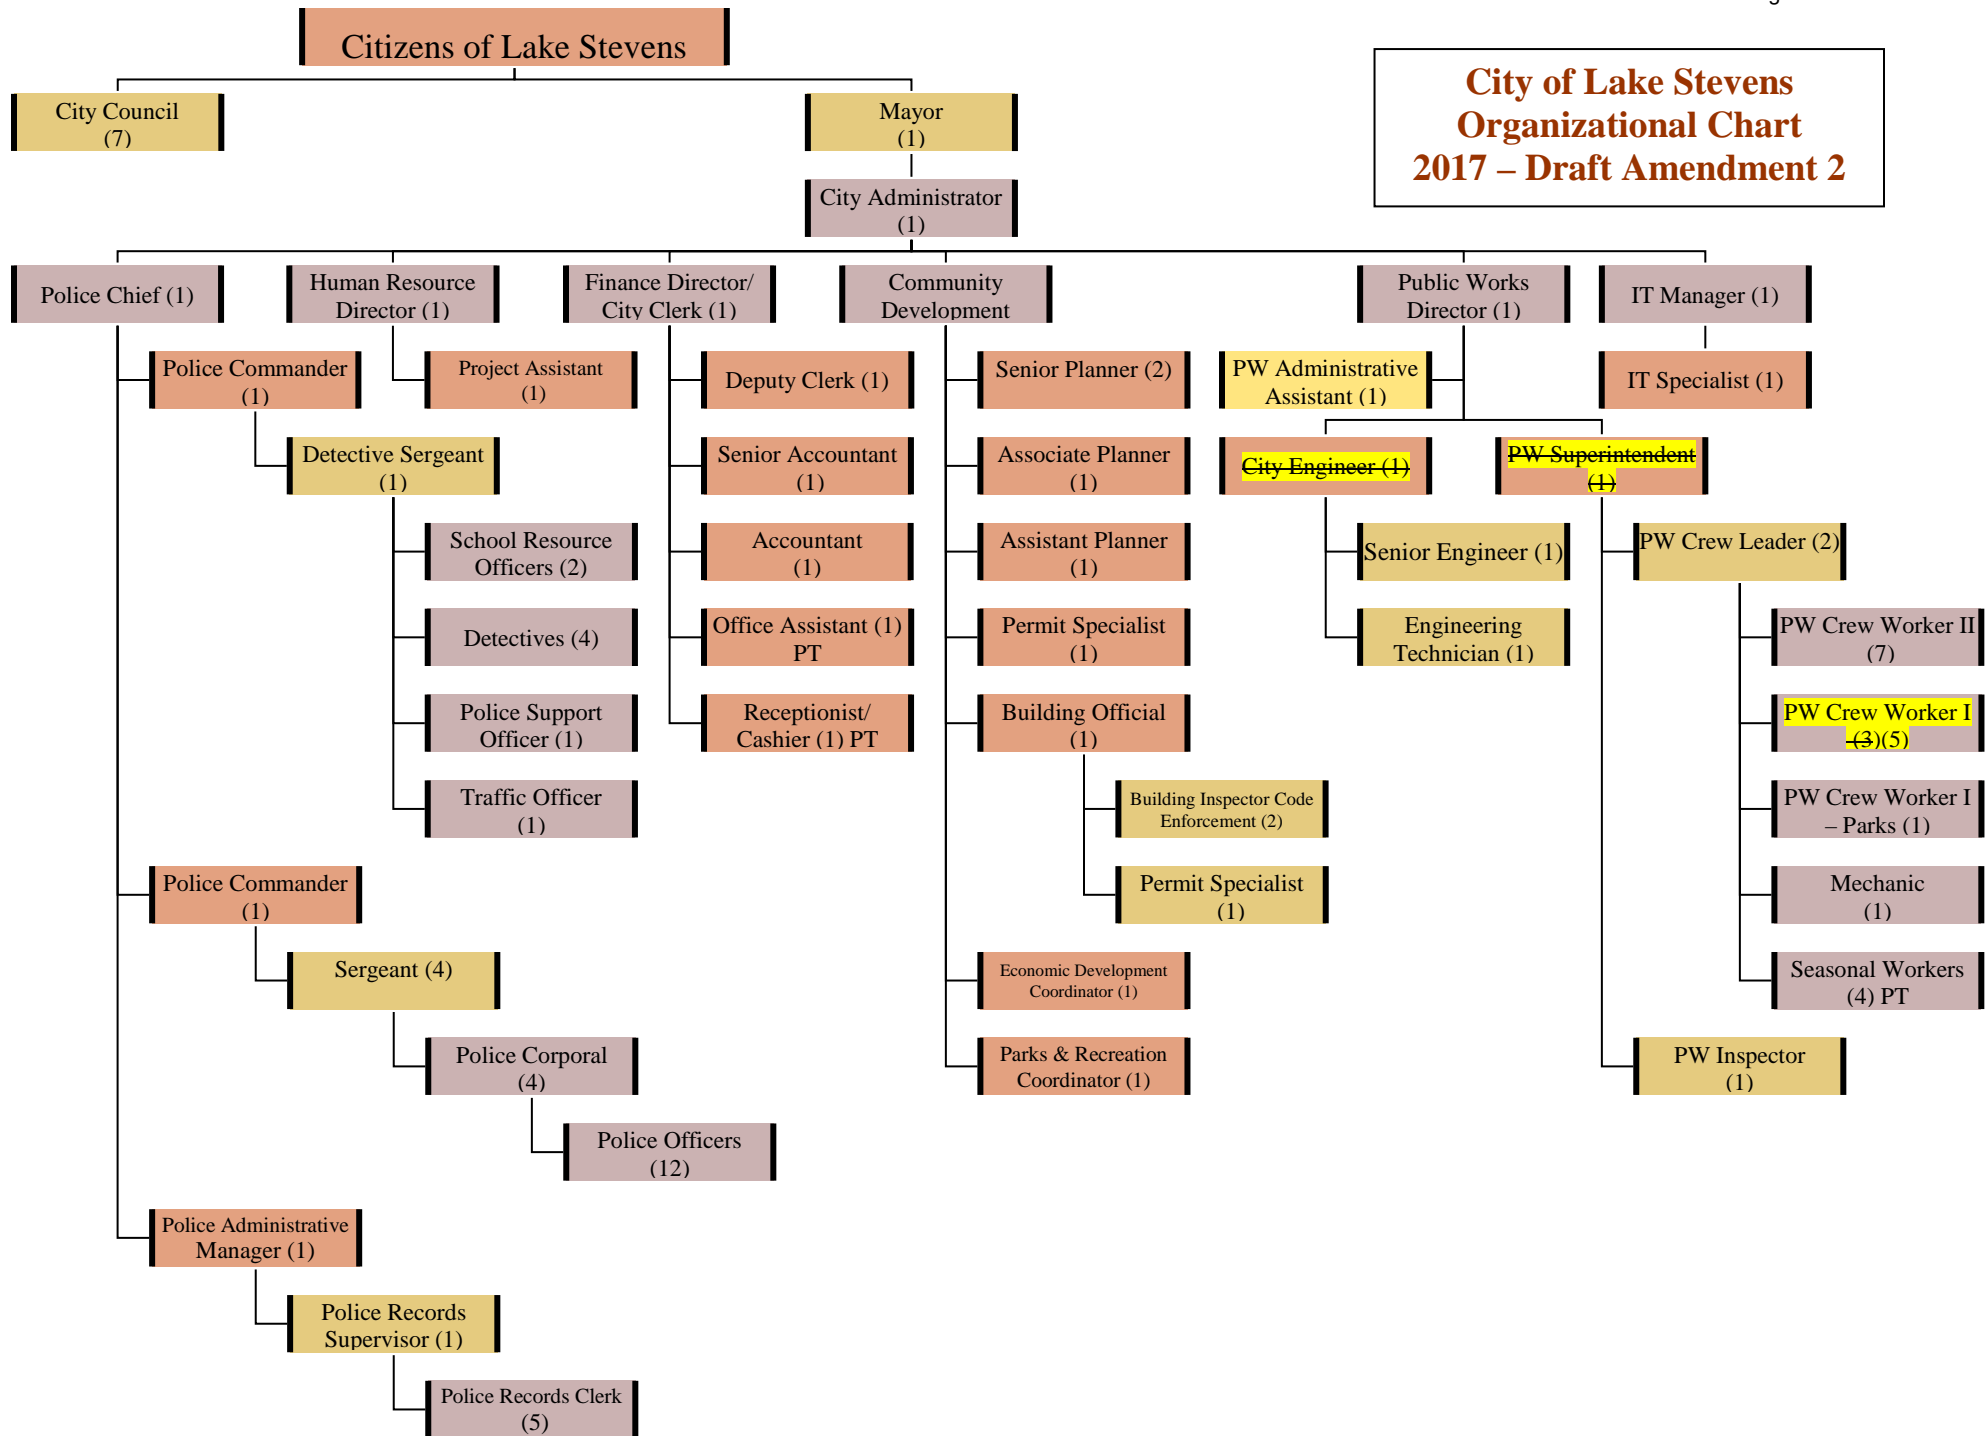 Citizens of Lake Stevens
City of Lake Stevens
Organizational Chart
2017 – Draft Amendment 2
City Council
(7)
Mayor
(1)
City Administrator
(1)
Police Chief (1)
Human Resource
Director (1)
Finance Director/
City Clerk (1)
Community
Development
Public Works
Director (1)
IT Manager (1)
Police Commander
(1)
Project Assistant
(1)
Deputy Clerk (1)
Senior Planner (2)
PW Administrative
Assistant (1)
IT Specialist (1)
Detective Sergeant
(1)
Senior Accountant
(1)
Associate Planner
(1)
City Engineer (1)
PW Superintendent
(1)
School Resource
Officers (2)
Accountant
(1)
Assistant Planner
(1)
Senior Engineer (1)
PW Crew Leader (2)
Detectives (4)
Office Assistant (1)
PT
Permit Specialist
(1)
Engineering
Technician (1)
PW Crew Worker II
(7)
Police Support
Officer (1)
Receptionist/
Cashier (1) PT
Building Official
(1)
PW Crew Worker I
(3)(5)
Traffic Officer
(1)
Building Inspector Code
Enforcement (2)
PW Crew Worker I
– Parks (1)
Police Commander
(1)
Permit Specialist
(1)
Mechanic
(1)
Sergeant (4)
Economic Development
Coordinator (1)
Seasonal Workers
(4) PT
Police Corporal
(4)
Parks & Recreation
Coordinator (1)
PW Inspector
(1)
Police Officers
(12)
Police Administrative
Manager (1)
Police Records
Supervisor (1)
Police Records Clerk
(5)